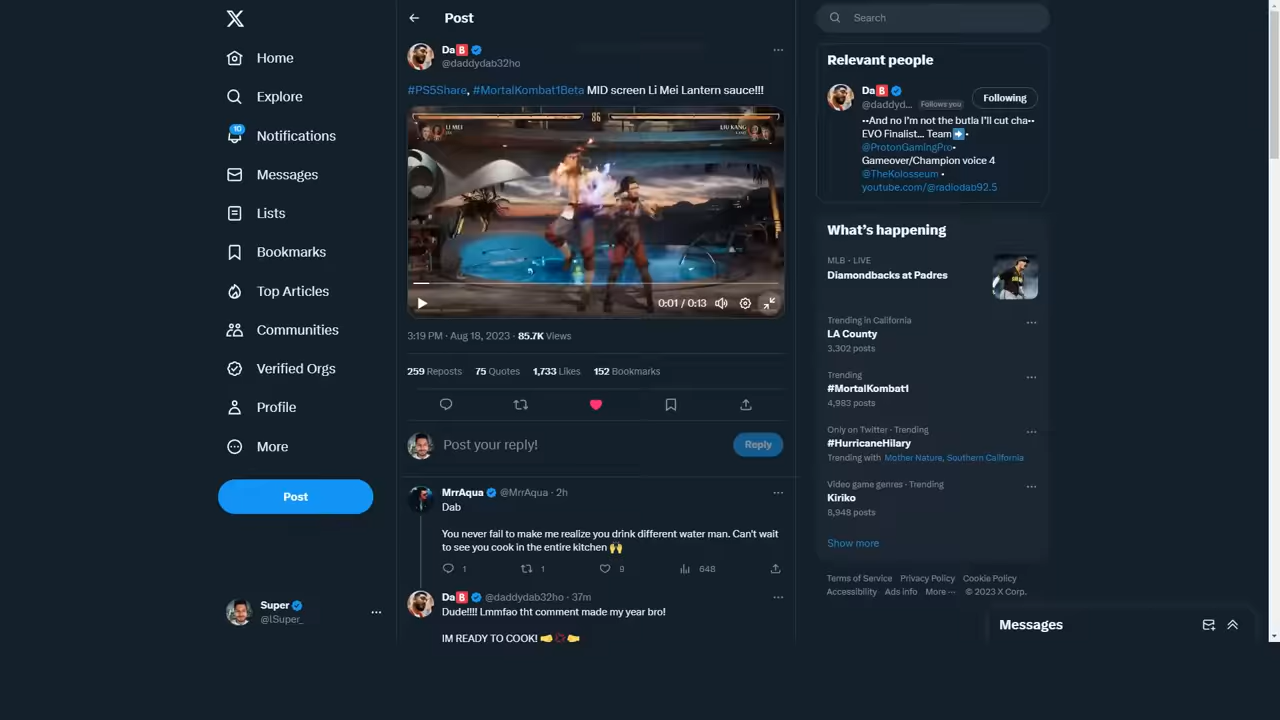 Home
Explore
10
Notifications
Messages
Lists
Bookmarks
Top Articles
Communities
Verified Orgs
Profile
More
Post
Super
@lSuper_
Post
DaB
@daddydab32ho
#PS5Share, #MortalKombat1Beta MID screen Li Mei Lantern sauce!!!
LI MEI
86
LIU KANG
0:01 / 0:13
3:19 PM · Aug 18, 2023 · 85.7K Views
259 Reposts 75 Quotes 1,733 Likes 152 Bookmarks
Post your reply!
Reply
MrrAqua @MrrAqua · 2h
Dab
You never fail to make me realize you drink different water man. Can't wait
to see you cook in the entire kitchen 🙌
1 1 9 648
DaB @daddydab32ho · 37m
Dude!!!! Lmmfao tht comment made my year bro!
IM READY TO COOK!
Search
Relevant people
DaB
@daddyd... Follows you
Following
••And no I'm not the butla I'll cut cha••
EVO Finalist... Team➡️•
@ProtonGamingPro•
Gameover/Champion voice 4
@TheKolosseum •
youtube.com/@radiodab92.5
What's happening
MLB · LIVE
Diamondbacks at Padres
Trending in California
LA County
3,302 posts
Trending
#MortalKombat1
4,983 posts
Only on Twitter · Trending
#HurricaneHilary
Trending with Mother Nature, Southern California
Video game genres · Trending
Kiriko
8,948 posts
Show more
Terms of Service Privacy Policy Cookie Policy
Accessibility Ads info More ··· © 2023 X Corp.
Messages